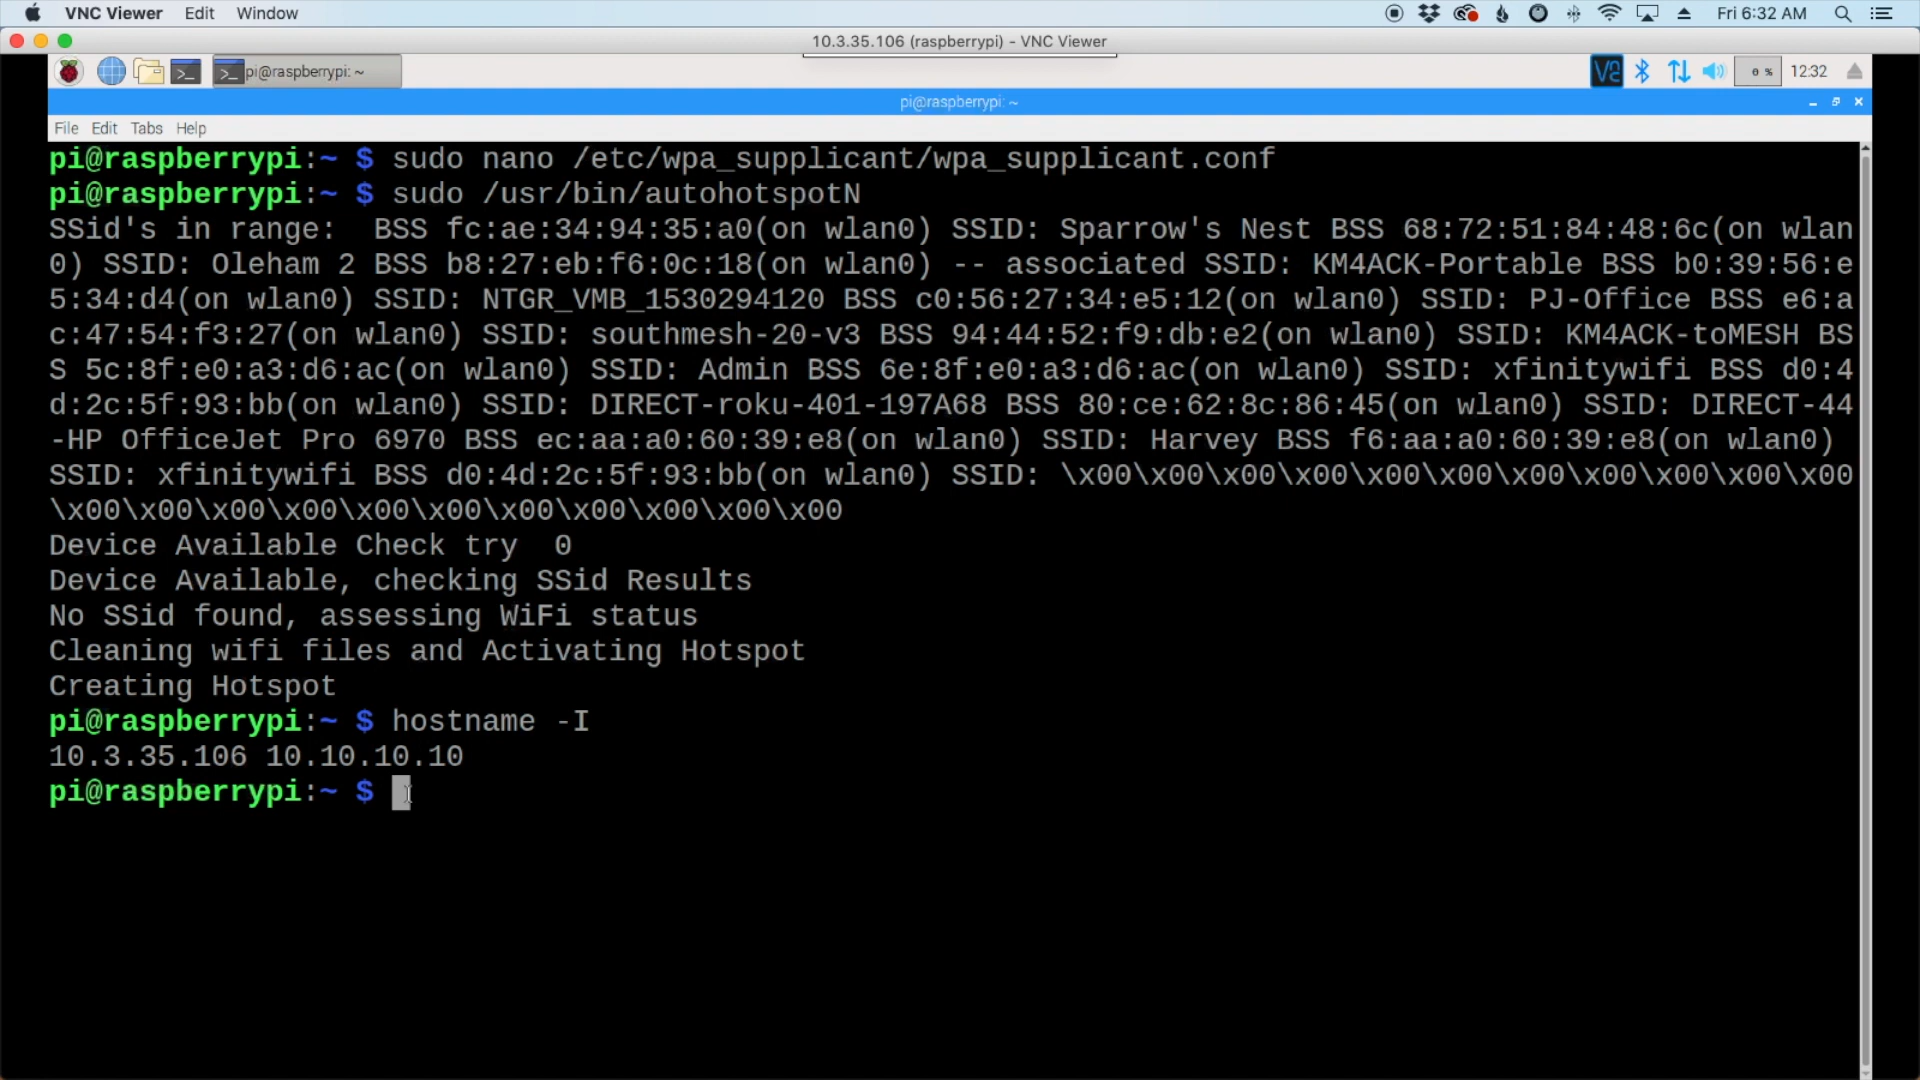 VNC Viewer Edit Window Fri 6:32 AM
10.3.35.106 (raspberrypi) - VNC Viewer
pi@raspberrypi: ~ 0 % 12:32
pi@raspberrypi: ~
File Edit Tabs Help
pi@raspberrypi:~ $ sudo nano /etc/wpa_supplicant/wpa_supplicant.conf
pi@raspberrypi:~ $ sudo /usr/bin/autohotspotN
SSid's in range:  BSS fc:ae:34:94:35:a0(on wlan0) SSID: Sparrow's Nest BSS 68:72:51:84:48:6c(on wlan
0) SSID: Oleham 2 BSS b8:27:eb:f6:0c:18(on wlan0) -- associated SSID: KM4ACK-Portable BSS b0:39:56:e
5:34:d4(on wlan0) SSID: NTGR_VMB_1530294120 BSS c0:56:27:34:e5:12(on wlan0) SSID: PJ-Office BSS e6:a
c:47:54:f3:27(on wlan0) SSID: southmesh-20-v3 BSS 94:44:52:f9:db:e2(on wlan0) SSID: KM4ACK-toMESH BS
S 5c:8f:e0:a3:d6:ac(on wlan0) SSID: Admin BSS 6e:8f:e0:a3:d6:ac(on wlan0) SSID: xfinitywifi BSS d0:4
d:2c:5f:93:bb(on wlan0) SSID: DIRECT-roku-401-197A68 BSS 80:ce:62:8c:86:45(on wlan0) SSID: DIRECT-44
-HP OfficeJet Pro 6970 BSS ec:aa:a0:60:39:e8(on wlan0) SSID: Harvey BSS f6:aa:a0:60:39:e8(on wlan0)
SSID: xfinitywifi BSS d0:4d:2c:5f:93:bb(on wlan0) SSID: \x00\x00\x00\x00\x00\x00\x00\x00\x00\x00\x00
\x00\x00\x00\x00\x00\x00\x00\x00\x00\x00\x00
Device Available Check try  0
Device Available, checking SSid Results
No SSid found, assessing WiFi status
Cleaning wifi files and Activating Hotspot
Creating Hotspot
pi@raspberrypi:~ $ hostname -I
10.3.35.106 10.10.10.10
pi@raspberrypi:~ $